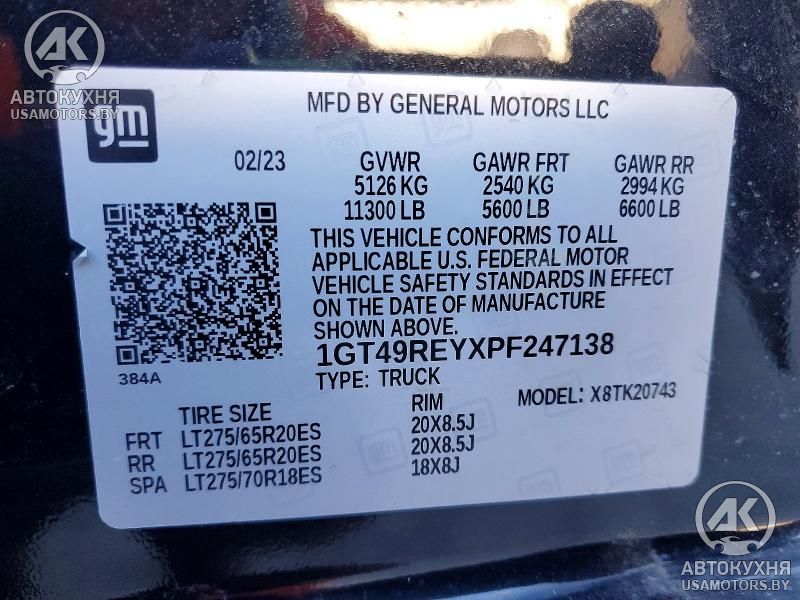 AK
АВТОКУХНЯ
USAMOTORS.BY
gm
MFD BY GENERAL MOTORS LLC
02/23 GVWR GAWR FRT GAWR RR
5126 KG 2540 KG 2994 KG
11300 LB 5600 LB 6600 LB
THIS VEHICLE CONFORMS TO ALL
APPLICABLE U.S. FEDERAL MOTOR
VEHICLE SAFETY STANDARDS IN EFFECT
ON THE DATE OF MANUFACTURE
SHOWN ABOVE.
1GT49REYXPF247138
384A
TYPE: TRUCK MODEL: X8TK20743
TIRE SIZE RIM
FRT LT275/65R20ES 20X8.5J
RR LT275/65R20ES 20X8.5J
SPA LT275/70R18ES 18X8J
AK
АВТОКУХНЯ
USAMOTORS.BY